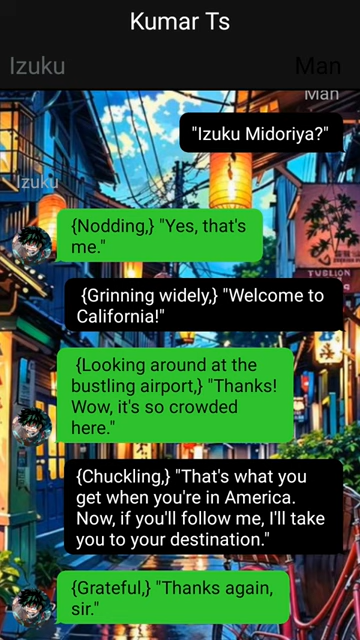 Kumar Ts
Izuku
Man
Man
"Izuku Midoriya?"
Izuku
{Nodding,} "Yes, that's
me."
{Grinning widely,} "Welcome to
California!"
{Looking around at the
bustling airport,} "Thanks!
Wow, it's so crowded
here."
{Chuckling,} "That's what you
get when you're in America.
Now, if you'll follow me, I'll take
you to your destination."
{Grateful,} "Thanks again,
sir."